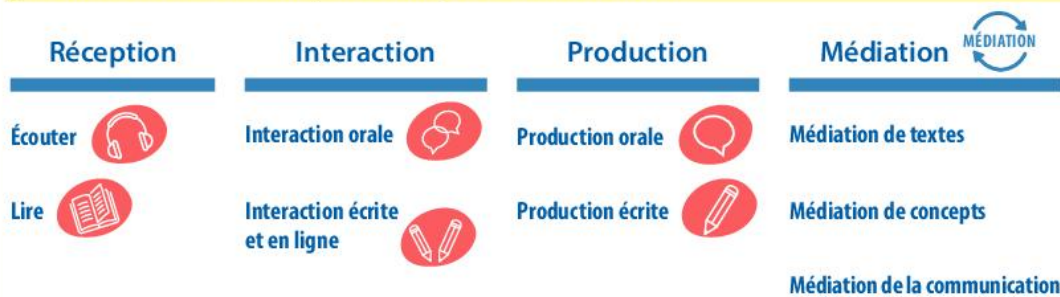 Réception
Écouter
Lire
Interaction
Interaction orale
Interaction écrite
et en ligne
Production
Production orale
Production écrite
Médiation
MÉDIATION
Médiation de textes
Médiation de concepts
Médiation de la communication